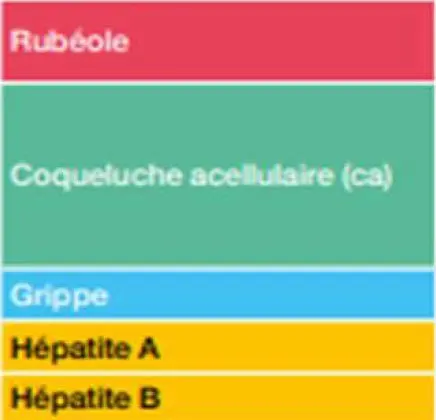 Rubéole
Coqueluche acellulaire (ca)
Grippe
Hépatite A
Hépatite B